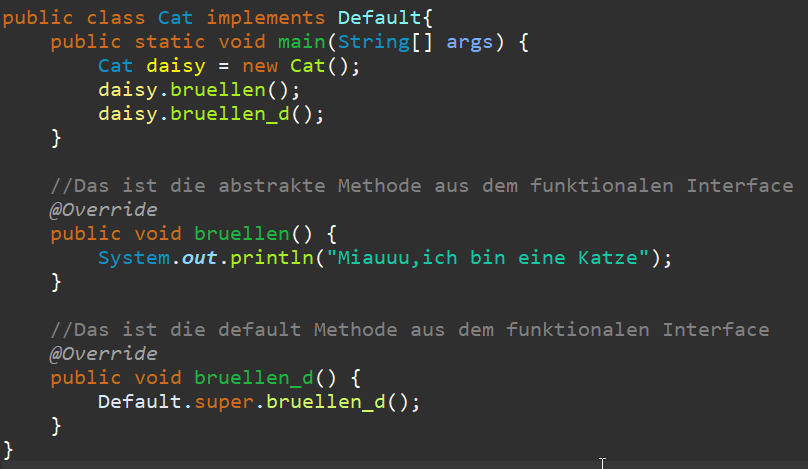 public class Cat implements Default{
    public static void main(String[] args) {
        Cat daisy = new Cat();
        daisy.bruellen();
        daisy.bruellen_d();
    }

    //Das ist die abstrakte Methode aus dem funktionalen Interface
    @Override
    public void bruellen() {
        System.out.println("Miauuu,ich bin eine Katze");
    }

    //Das ist die default Methode aus dem funktionalen Interface
    @Override
    public void bruellen_d() {
        Default.super.bruellen_d();
    }
}